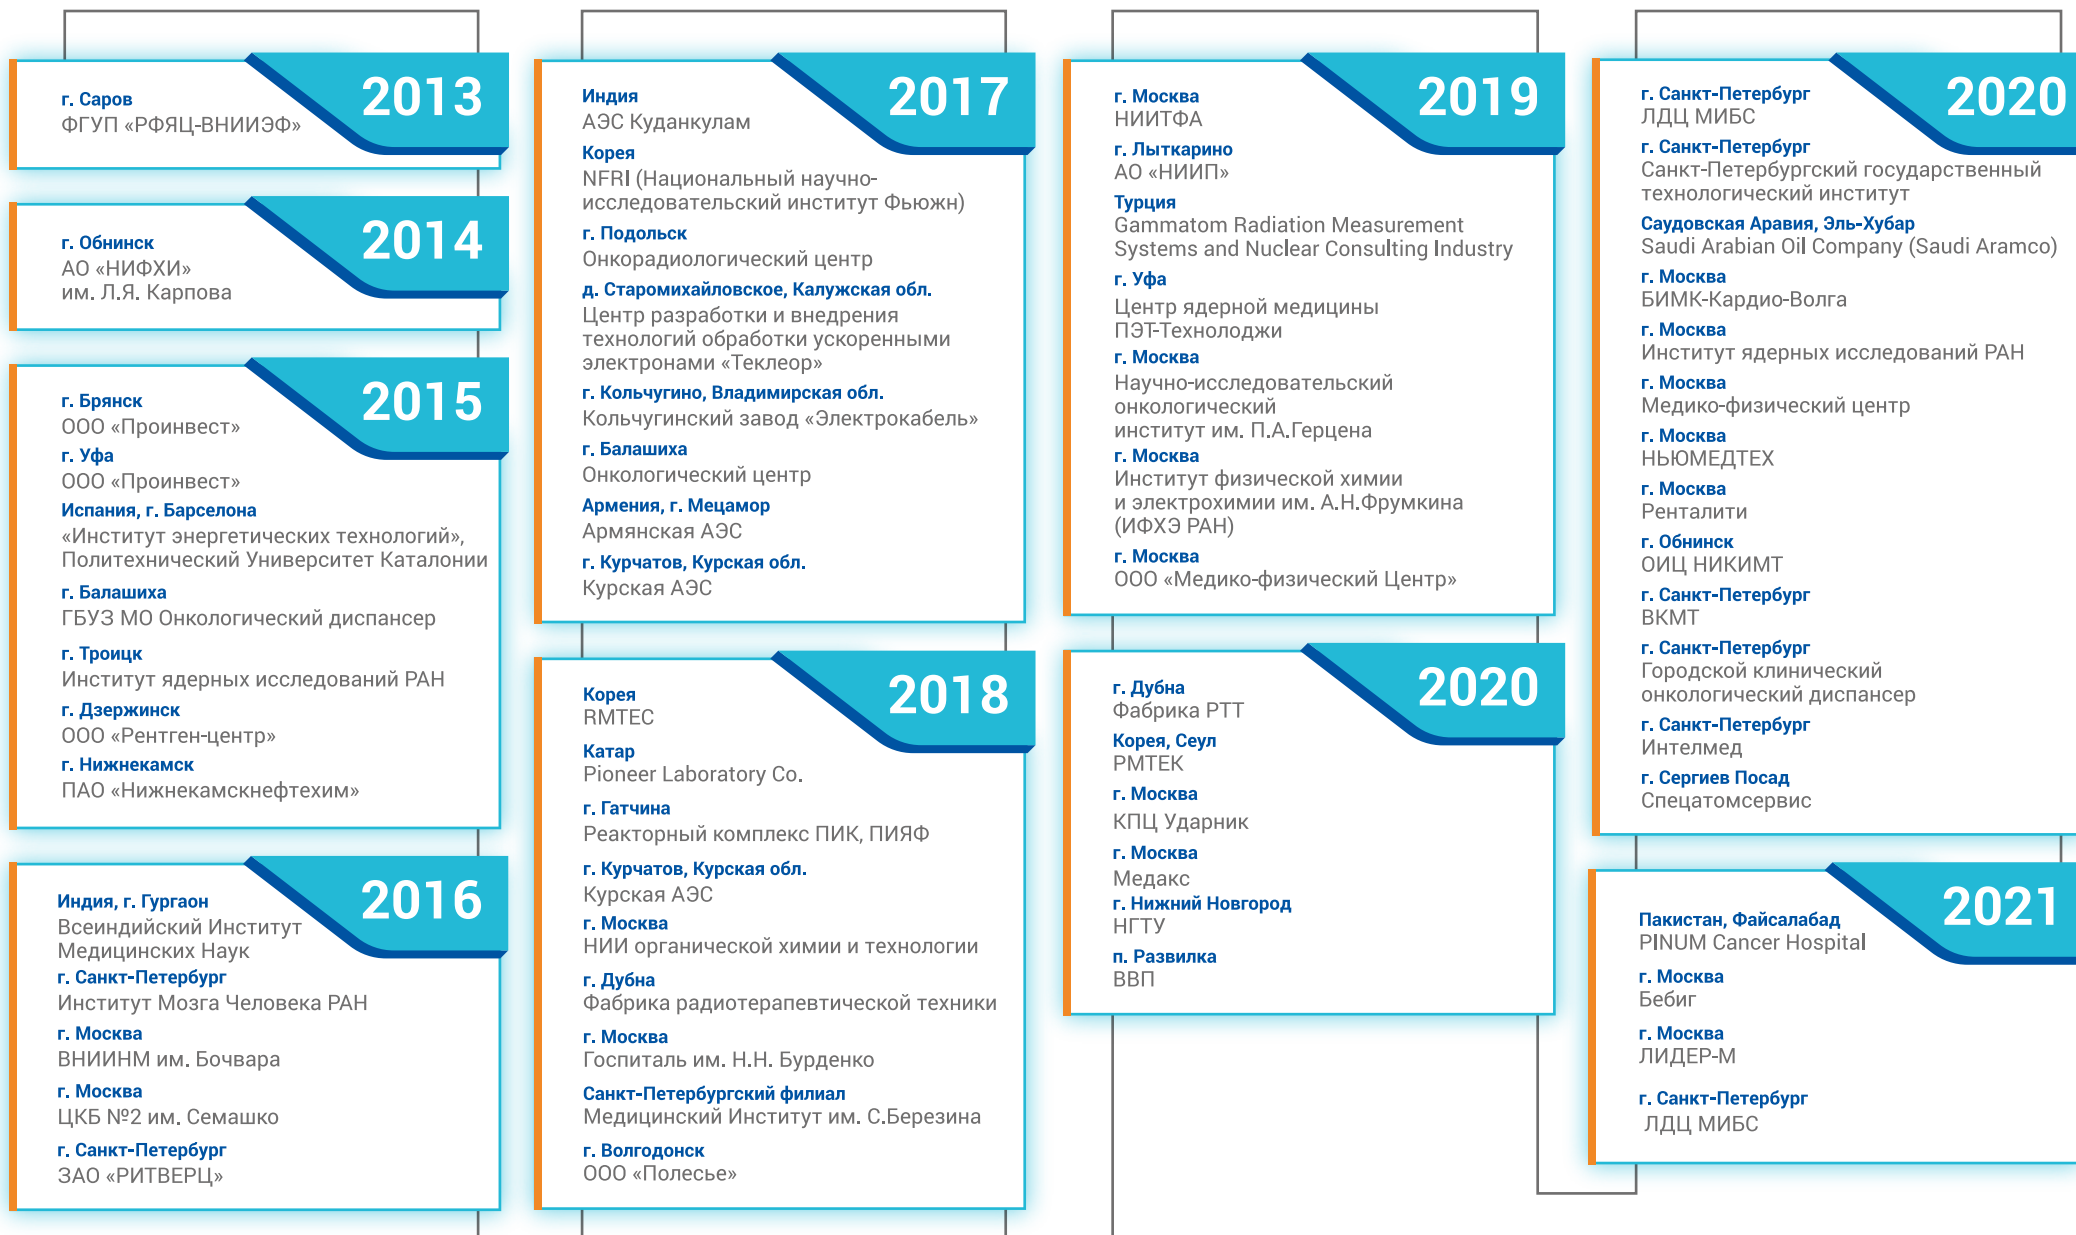 2013
г. Саров
ФГУП «РФЯЦ-ВНИИЭФ»
2014
г. Обнинск
АО «НИФХИ»
им. Л.Я. Карпова
2015
г. Брянск
ООО «Проинвест»
г. Уфа
ООО «Проинвест»
Испания, г. Барселона
«Институт энергетических технологий»,
Политехнический Университет Каталонии
г. Балашиха
ГБУЗ МО Онкологический диспансер
г. Троицк
Институт ядерных исследований РАН
г. Дзержинск
ООО «Рентген-центр»
г. Нижнекамск
ПАО «Нижнекамскнефтехим»
2016
Индия, г. Гургаон
Всеиндийский Институт
Медицинских Наук
г. Санкт-Петербург
Институт Мозга Человека РАН
г. Москва
ВНИИНМ им. Бочвара
г. Москва
ЦКБ №2 им. Семашко
г. Санкт-Петербург
ЗАО «РИТВЕРЦ»
2017
Индия
АЭС Куданкулам
Корея
NFRI (Национальный научно-
исследовательский институт Фьюжн)
г. Подольск
Онкорадиологический центр
д. Старомихайловское, Калужская обл.
Центр разработки и внедрения
технологий обработки ускоренными
электронами «Теклеор»
г. Кольчугино, Владимирская обл.
Кольчугинский завод «Электрокабель»
г. Балашиха
Онкологический центр
Армения, г. Мецамор
Армянская АЭС
г. Курчатов, Курская обл.
Курская АЭС
2018
Корея
RMTEC
Катар
Pioneer Laboratory Co.
г. Гатчина
Реакторный комплекс ПИК, ПИЯФ
г. Курчатов, Курская обл.
Курская АЭС
г. Москва
НИИ органической химии и технологии
г. Дубна
Фабрика радиотерапевтической техники
г. Москва
Госпиталь им. Н.Н. Бурденко
Санкт-Петербургский филиал
Медицинский Институт им. С.Березина
г. Волгодонск
ООО «Полесье»
2019
г. Москва
НИИТФА
г. Лыткарино
АО «НИИП»
Турция
Gammatom Radiation Measurement
Systems and Nuclear Consulting Industry
г. Уфа
Центр ядерной медицины
ПЭТ-Технолоджи
г. Москва
Научно-исследовательский
онкологический
институт им. П.А.Герцена
г. Москва
Институт физической химии
и электрохимии им. А.Н.Фрумкина
(ИФХЭ РАН)
г. Москва
ООО «Медико-физический Центр»
2020
г. Дубна
Фабрика РТТ
Корея, Сеул
РМТЕК
г. Москва
КПЦ Ударник
г. Москва
Медакс
г. Нижний Новгород
НГТУ
п. Развилка
ВВП
2020
г. Санкт-Петербург
ЛДЦ МИБС
г. Санкт-Петербург
Санкт-Петербургский государственный
технологический институт
Саудовская Аравия, Эль-Хубар
Saudi Arabian Oil Company (Saudi Aramco)
г. Москва
БИМК-Кардио-Волга
г. Москва
Институт ядерных исследований РАН
г. Москва
Медико-физический центр
г. Москва
НЬЮМЕДТЕХ
г. Москва
Ренталити
г. Обнинск
ОИЦ НИКИМТ
г. Санкт-Петербург
ВКМТ
г. Санкт-Петербург
Городской клинический
онкологический диспансер
г. Санкт-Петербург
Интелмед
г. Сергиев Посад
Спецатомсервис
2021
Пакистан, Файсалабад
PINUM Cancer Hospital
г. Москва
Бебиг
г. Москва
ЛИДЕР-М
г. Санкт-Петербург
ЛДЦ МИБС